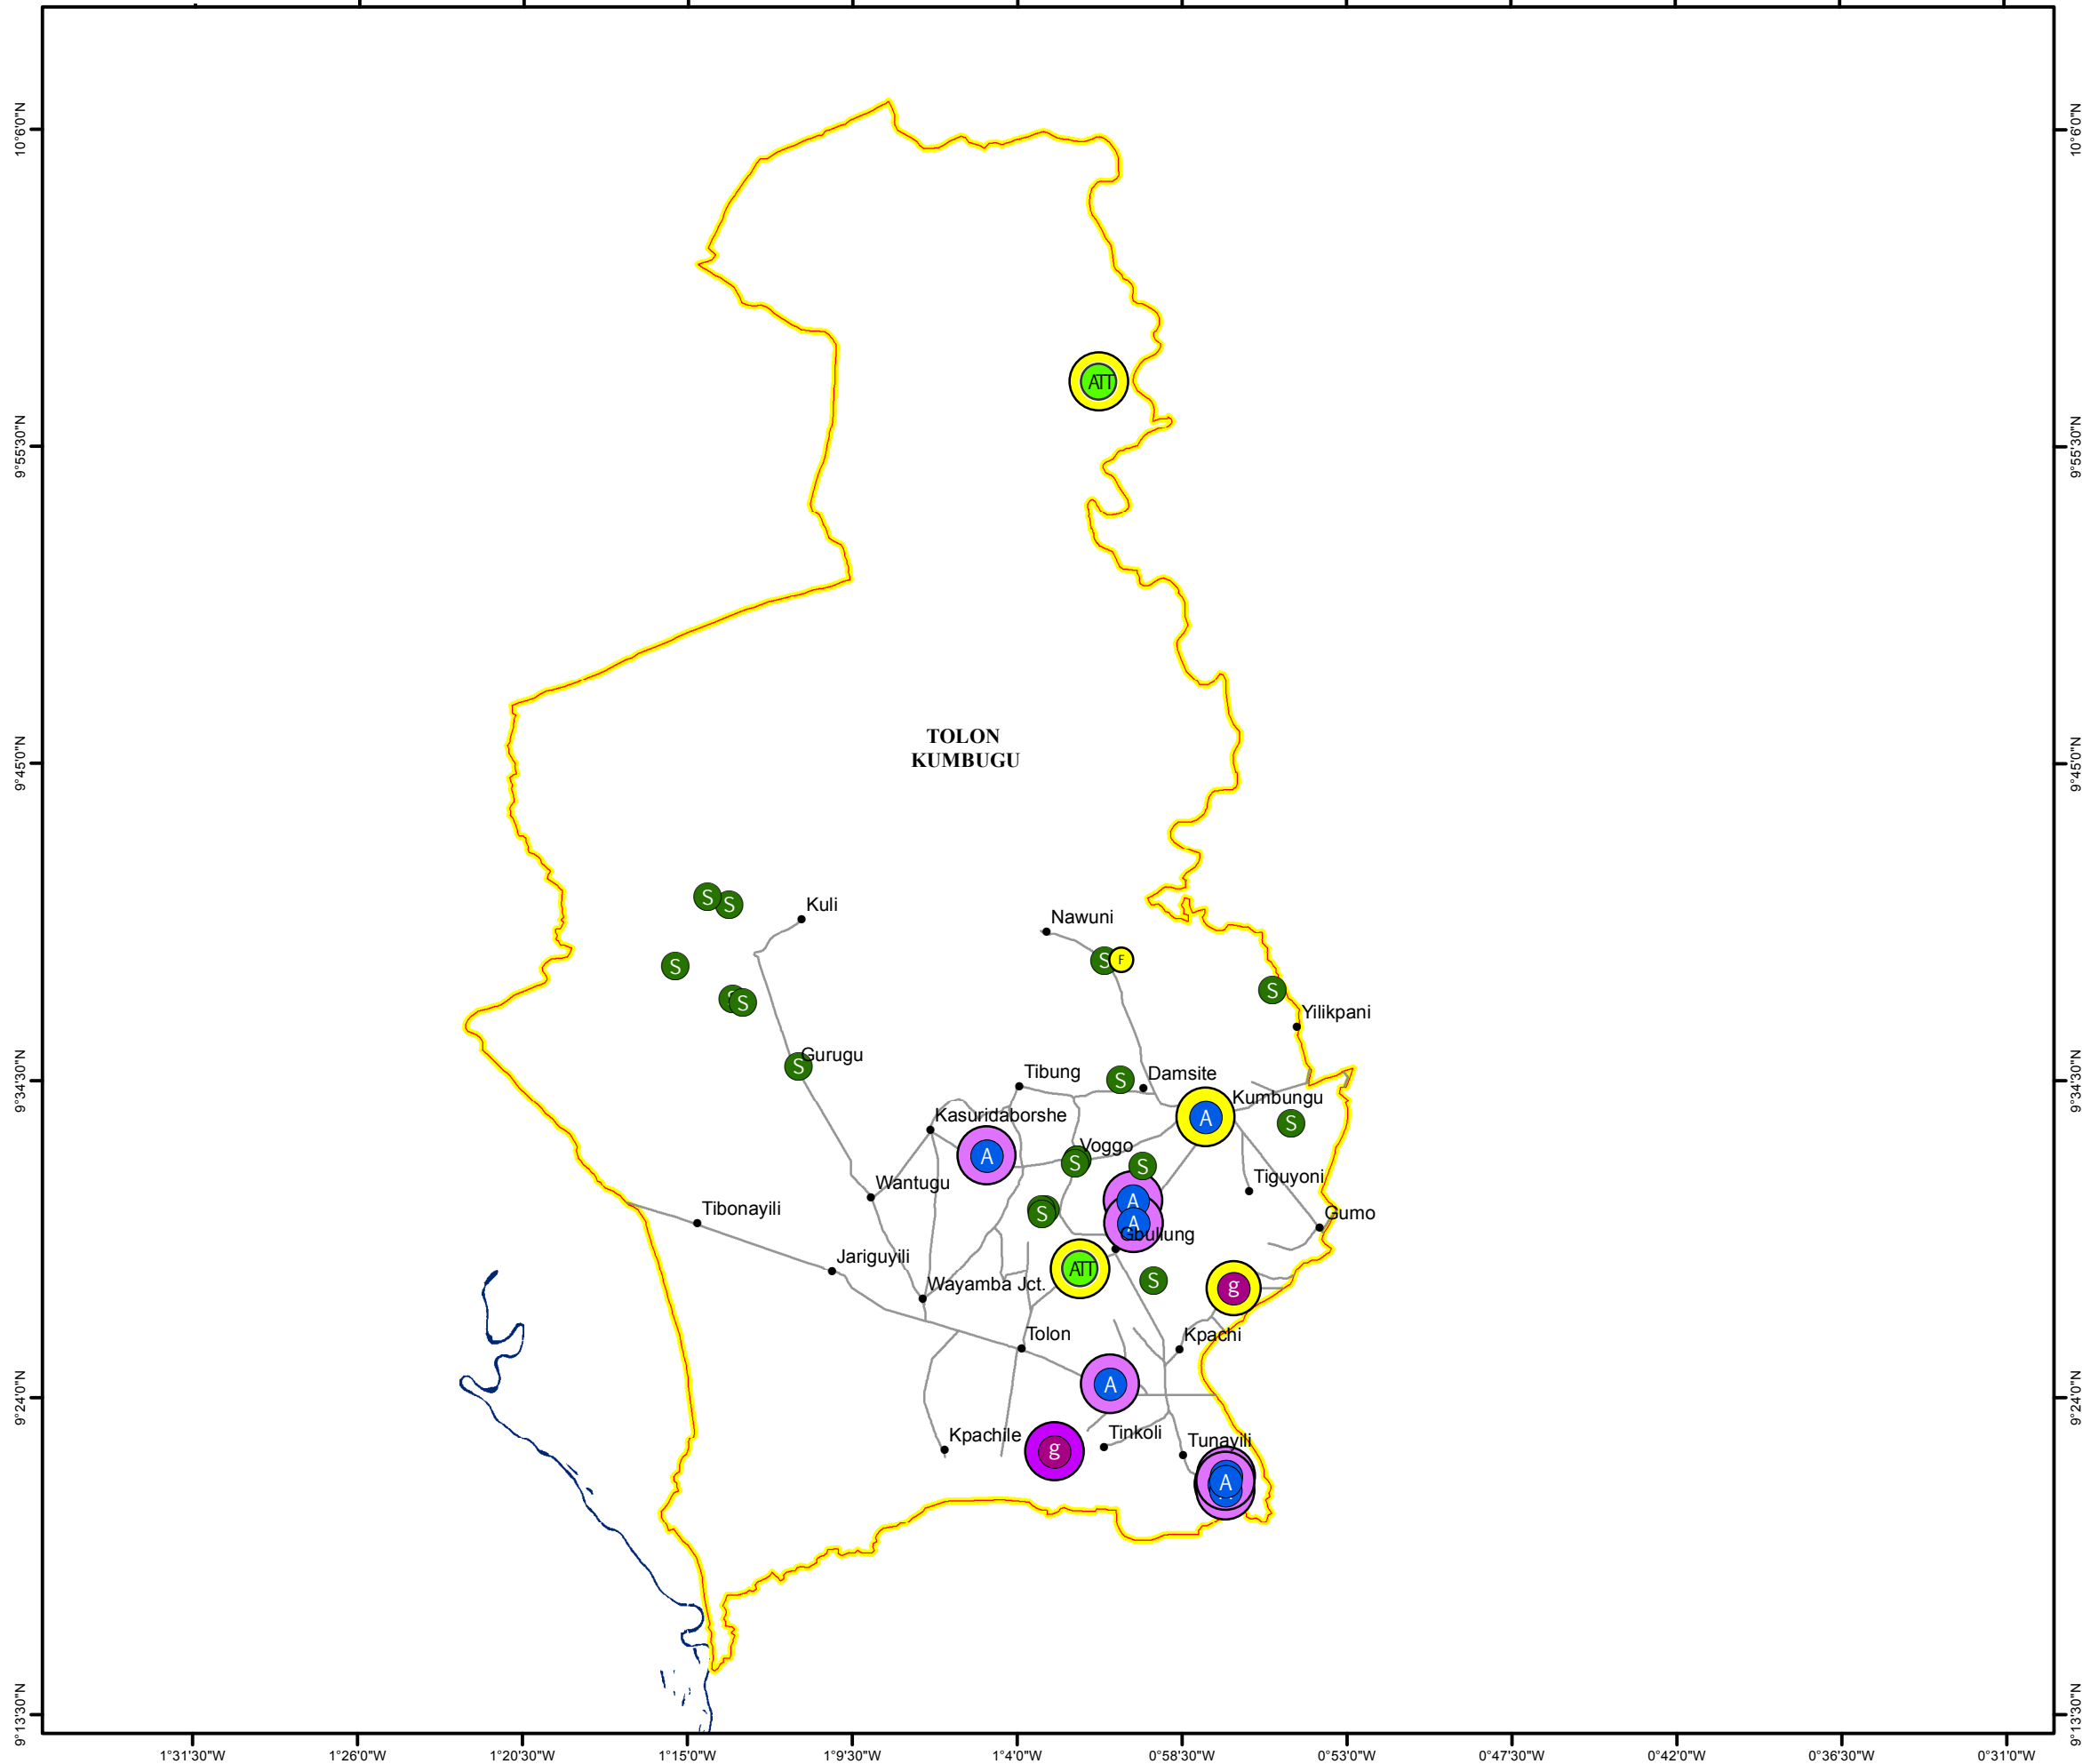 10°6'0"N
10°6'0"N
ATT
9°55'30"N
9°55'30"N
TOLON
KUMBUGU
9°45'0"N
9°45'0"N
S
S
Kuli
Nawuni
S
S
F
S
S
S
Yilikpani
Gurugu
S
Tibung
S
Damsite
9°34'30"N
9°34'30"N
Kumbungu
A
Kasuridaborshe
S
A
Voggo
S
S
Wantugu
Tiguyoni
A
Tibonayili
S
Gumo
A
Gbullung
Jariguyili
ATT
S
Wayamba Jct.
g
Tolon
Kpachi
A
9°24'0"N
9°24'0"N
Kpachile
g
Tinkoli
Tunayili
A
9°13'30"N
9°13'30"N
1°31'30"W
1°26'0"W
1°20'30"W
1°15'0"W
1°9'30"W
1°4'0"W
0°58'30"W
0°53'0"W
0°47'30"W
0°42'0"W
0°36'30"W
0°31'0"W